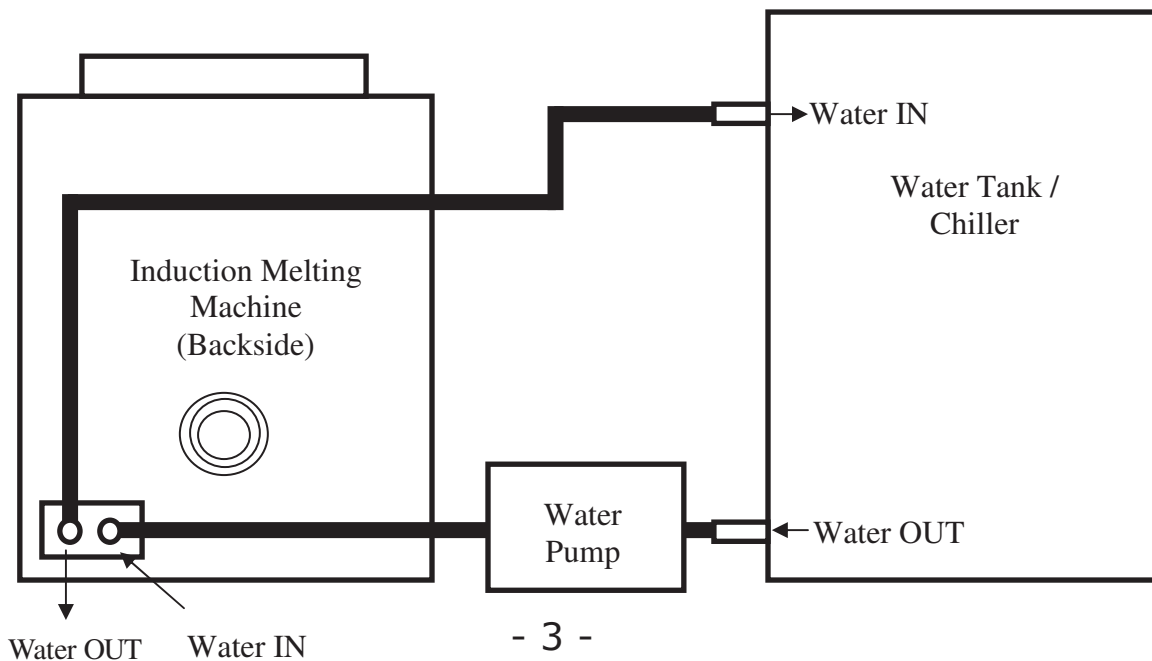 Water IN
Water Tank /
Chiller
Induction Melting
Machine
(Backside)
Water
Pump
Water OUT
Water OUT
Water IN
- 3 -